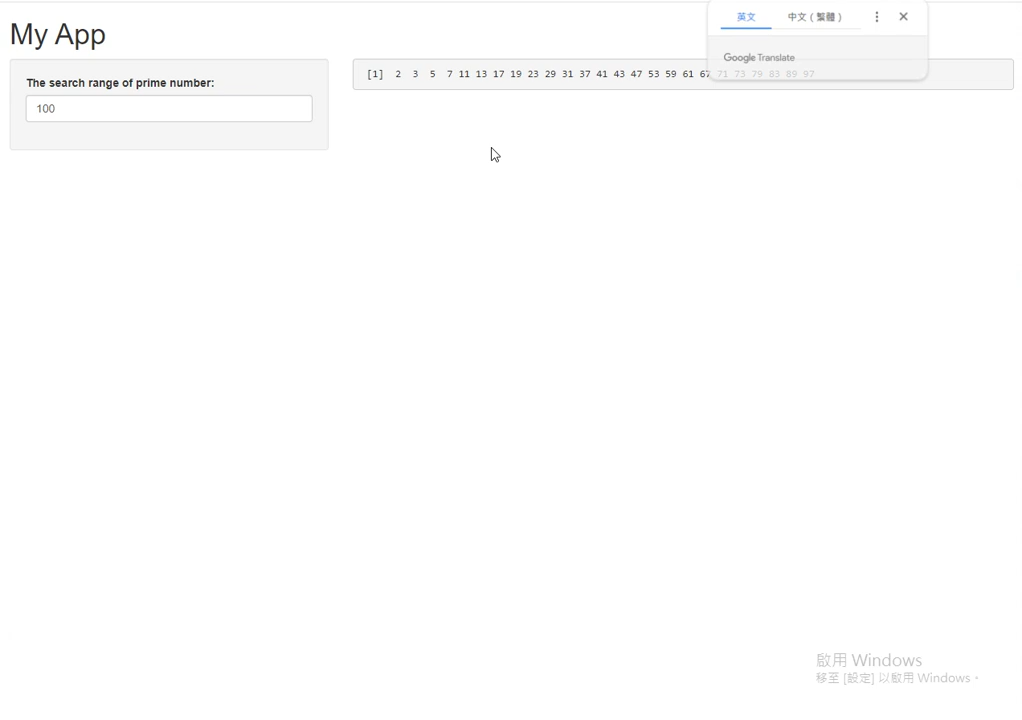 英文 中文 ( 繁體 )
My App
Google Translate
The search range of prime number:
[1] 2 3 5 7 11 13 17 19 23 29 31 37 41 43 47 53 59 61 67 71 73 79 83 89 97
100
啟用 Windows
移至 [設定] 以啟用 Windows。